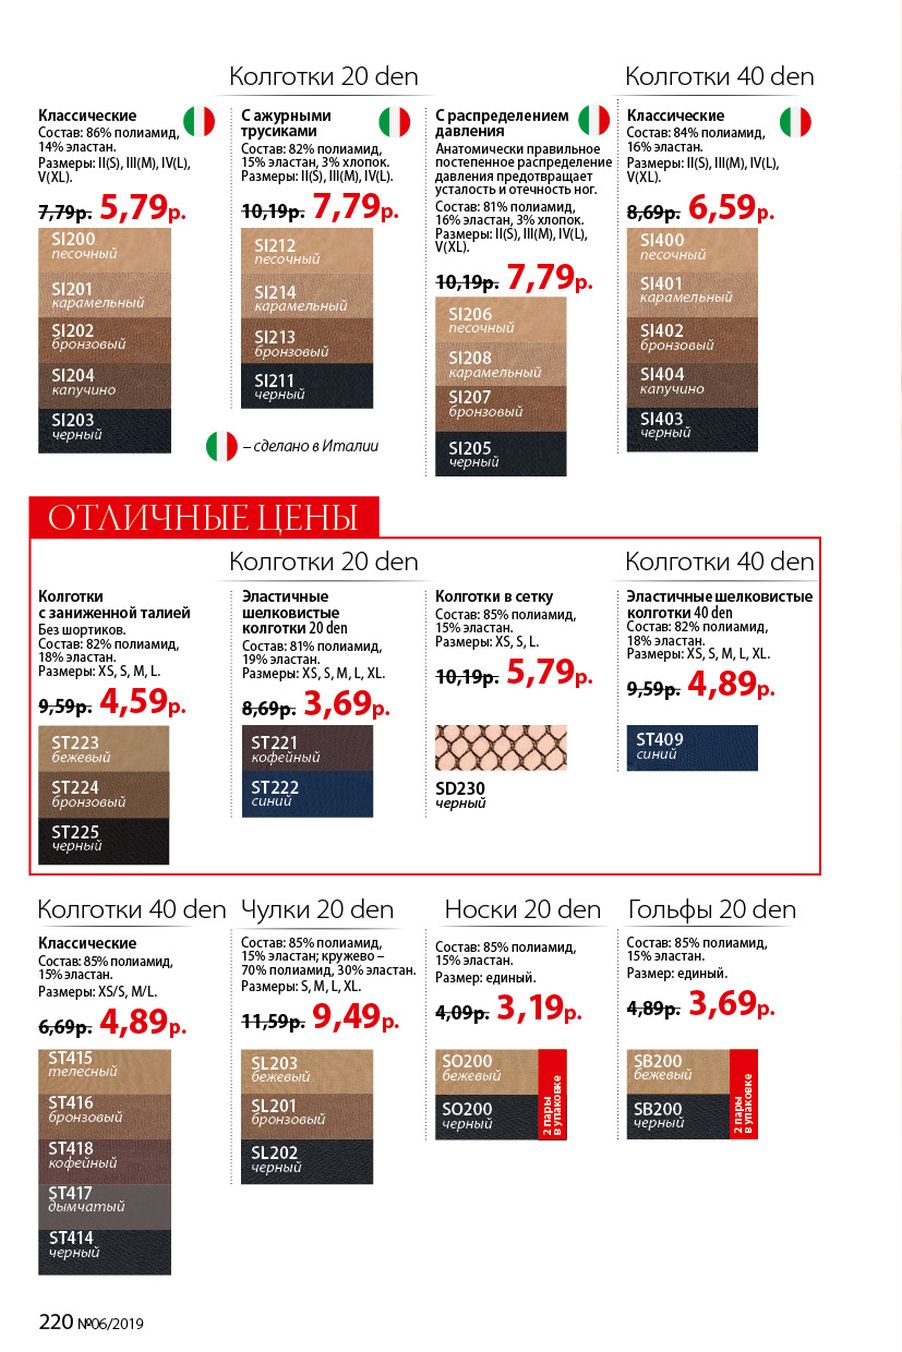 Колготки 20 den
Колготки 40 den
Классические
Состав: 86% полиамид,
14% эластан.
Размеры: II(S), III(M), IV(L),
V(XL).
7,79р. 5,79р.
SI200
песочный
SI201
карамельный
SI202
бронзовый
SI204
капучино
SI203
черный
С ажурными
трусиками
Состав: 82% полиамид,
15% эластан, 3% хлопок.
Размеры: II(S), III(M), IV(L).
10,19р. 7,79р.
SI212
песочный
SI214
карамельный
SI213
бронзовый
SI211
черный
– сделано в Италии
С распределением
давления
Анатомически правильное
постепенное распределение
давления предотвращает
усталость и отечность ног.
Состав: 81% полиамид,
16% эластан, 3% хлопок.
Размеры: II(S), III(M), IV(L),
V(XL).
10,19р. 7,79р.
SI206
песочный
SI208
карамельный
SI207
бронзовый
SI205
черный
Классические
Состав: 84% полиамид,
16% эластан.
Размеры: II(S), III(M), IV(L),
V(XL).
8,69р. 6,59р.
SI400
песочный
SI401
карамельный
SI402
бронзовый
SI404
капучино
SI403
черный
ОТЛИЧНЫЕ ЦЕНЫ
Колготки 20 den
Колготки 40 den
Колготки
с заниженной талией
Без шортиков.
Состав: 82% полиамид,
18% эластан.
Размеры: XS, S, M, L.
9,59р. 4,59р.
ST223
бежевый
ST224
бронзовый
ST225
черный
Эластичные
шелковистые
колготки 20 den
Состав: 81% полиамид,
19% эластан.
Размеры: XS, S, M, L, XL.
8,69р. 3,69р.
ST221
кофейный
ST222
синий
Колготки в сетку
Состав: 85% полиамид,
15% эластан.
Размеры: XS, S, L.
10,19р. 5,79р.
SD230
черный
Эластичные шелковистые
колготки 40 den
Состав: 82% полиамид,
18% эластан.
Размеры: XS, S, M, L, XL.
9,59р. 4,89р.
ST409
синий
Колготки 40 den
Классические
Состав: 85% полиамид,
15% эластан.
Размеры: XS/S, M/L.
6,69р. 4,89р.
ST415
телесный
ST416
бронзовый
ST418
кофейный
ST417
дымчатый
ST414
черный
Чулки 20 den
Состав: 85% полиамид,
15% эластан; кружево –
70% полиамид, 30% эластан.
Размеры: S, M, L, XL.
11,59р. 9,49р.
SL203
бежевый
SL201
бронзовый
SL202
черный
Носки 20 den
Состав: 85% полиамид,
15% эластан.
Размер: единый.
4,09р. 3,19р.
SO200
бежевый
SO200
черный
2 пары
в упаковке
Гольфы 20 den
Состав: 85% полиамид,
15% эластан.
Размер: единый.
4,89р. 3,69р.
SB200
бежевый
SB200
черный
2 пары
в упаковке
220 №06/2019